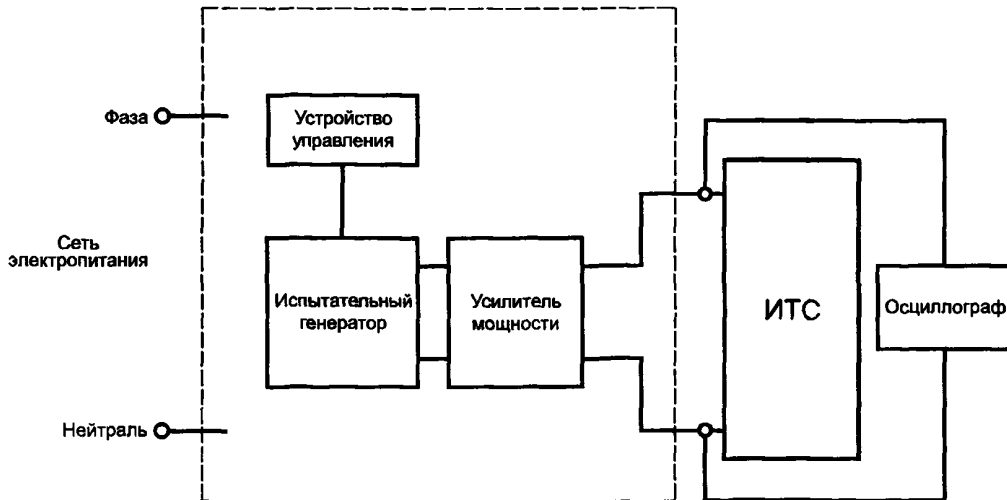 Фаза
Устройство
управления
Сеть
электропитания
Испытательный
генератор
Усилитель
мощности
ИТС
Осциллограф
Нейтраль